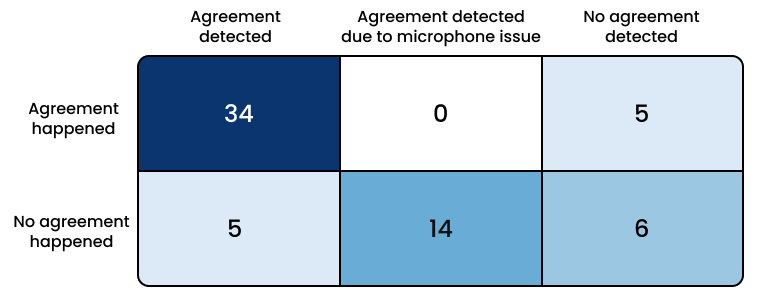 Agreement
detected
Agreement detected
due to microphone issue
No agreement
detected
Agreement
happened
34
0
5
No agreement
happened
5
14
6